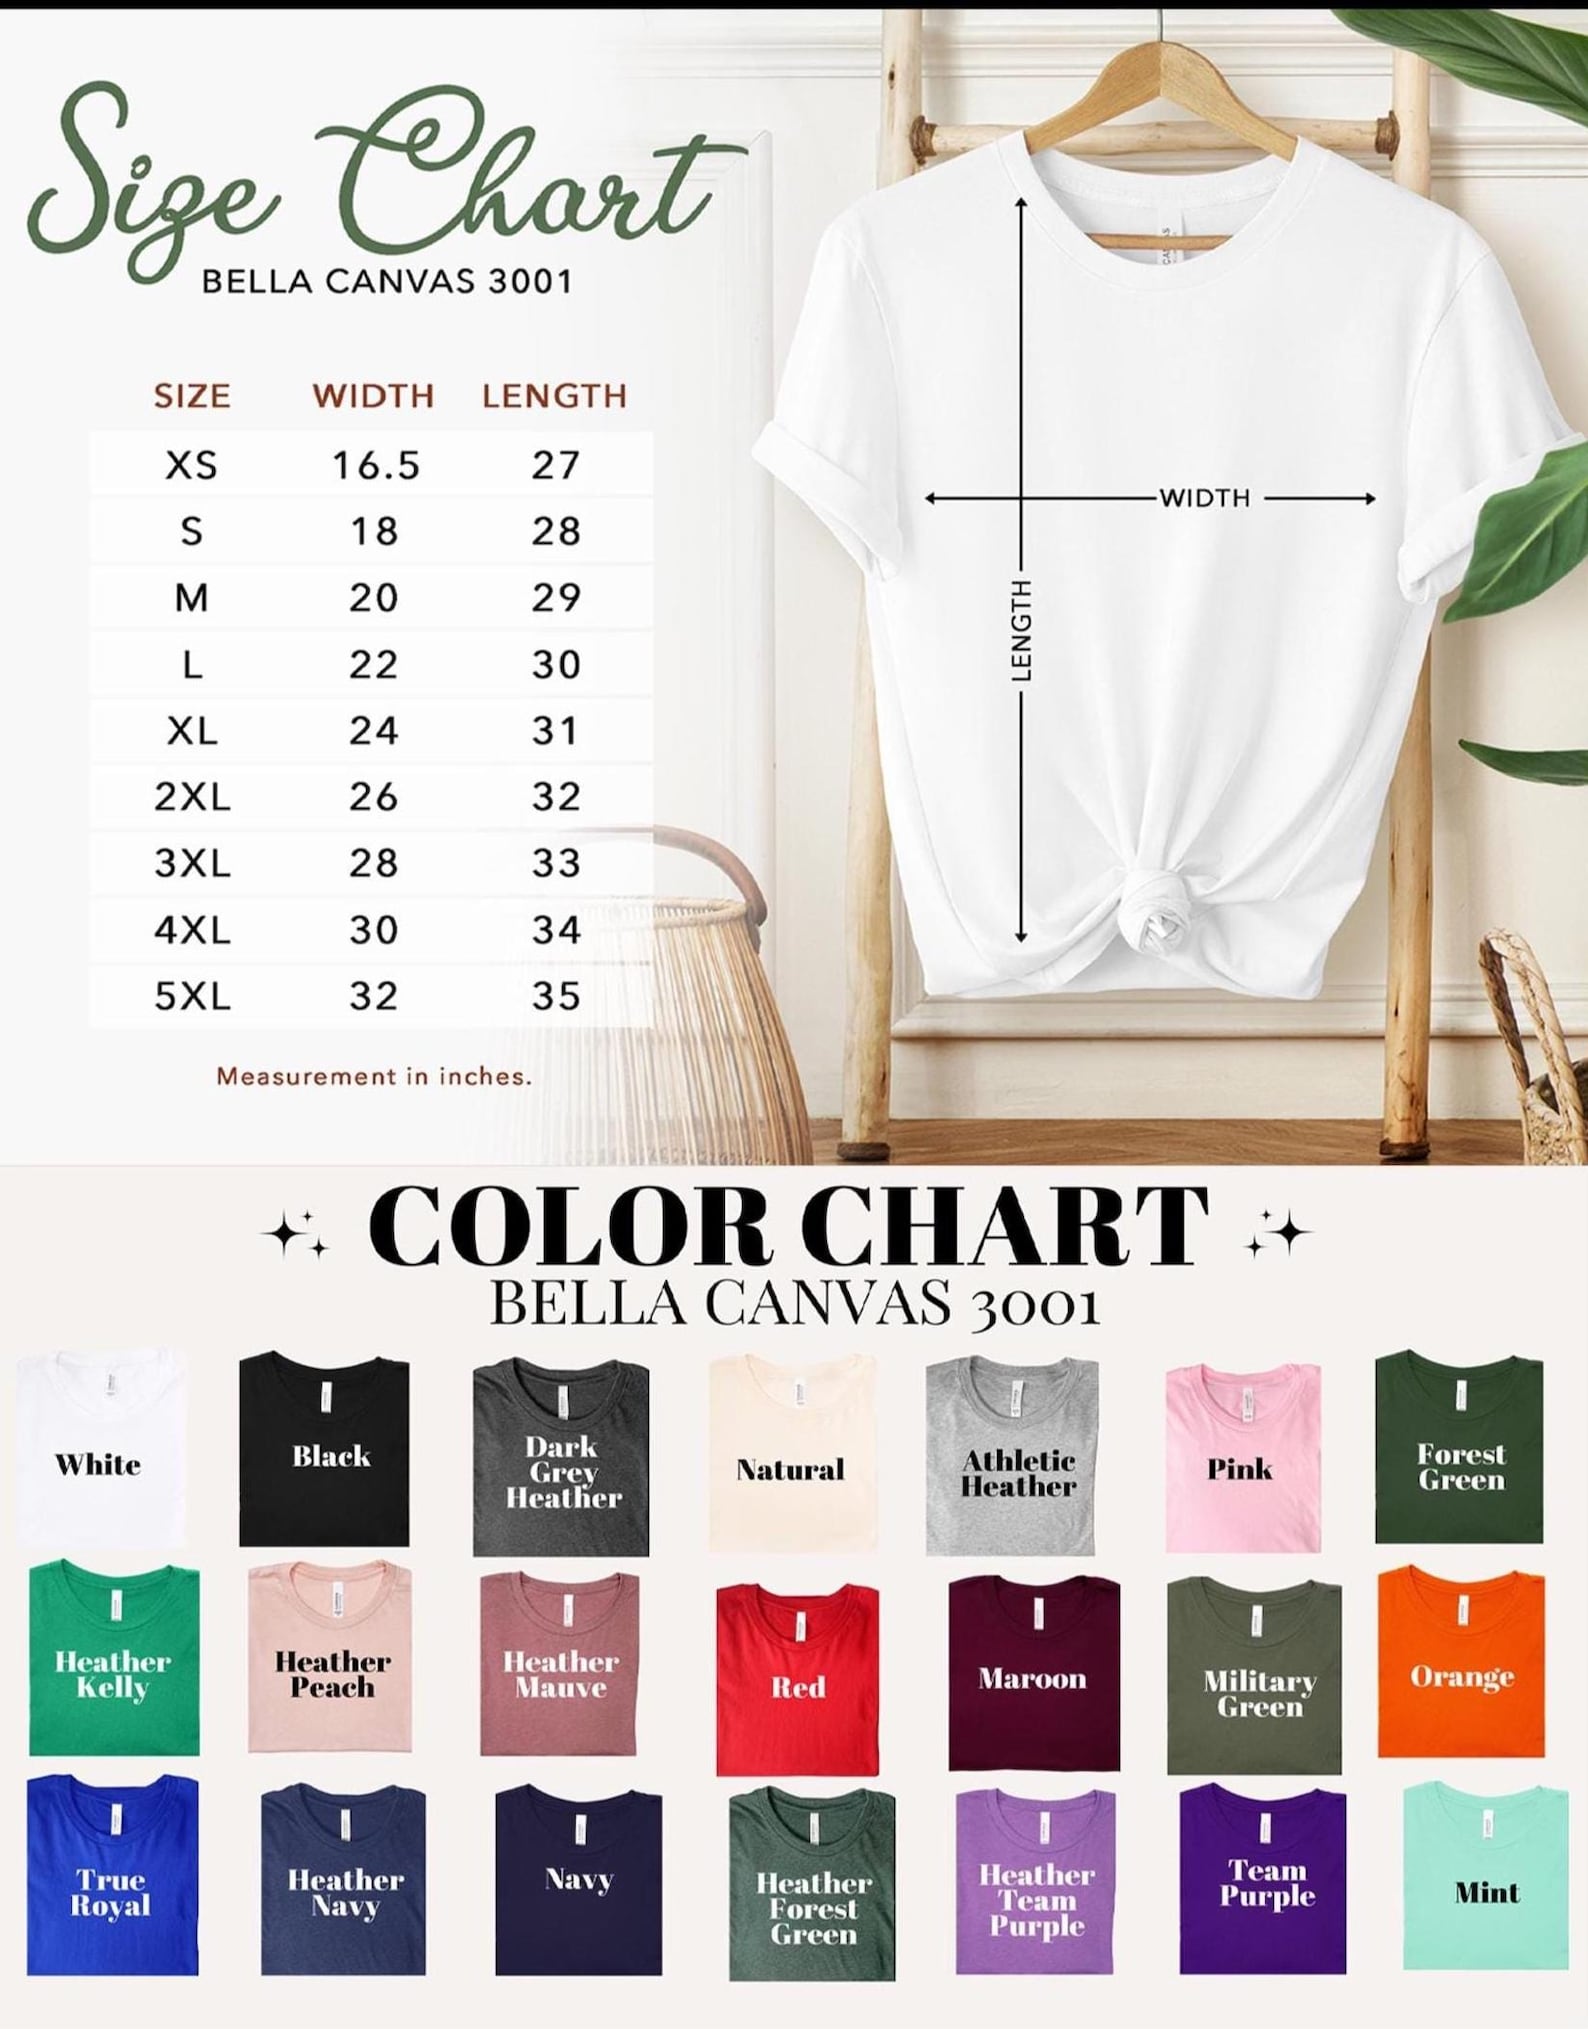 Size Chart
BELLA CANVAS 3001
SIZE WIDTH LENGTH
XS 16.5 27
S 18 28
M 20 29
L 22 30
XL 24 31
2XL 26 32
3XL 28 33
4XL 30 34
5XL 32 35
Measurement in inches.
WIDTH
LENGTH
COLOR CHART
BELLA CANVAS 3001
White
Black
Dark
Grey
Heather
Natural
Athletic
Heather
Pink
Forest
Green
Heather
Kelly
Heather
Peach
Heather
Mauve
Red
Maroon
Military
Green
Orange
True
Royal
Heather
Navy
Navy
Heather
Forest
Green
Heather
Team
Purple
Team
Purple
Mint